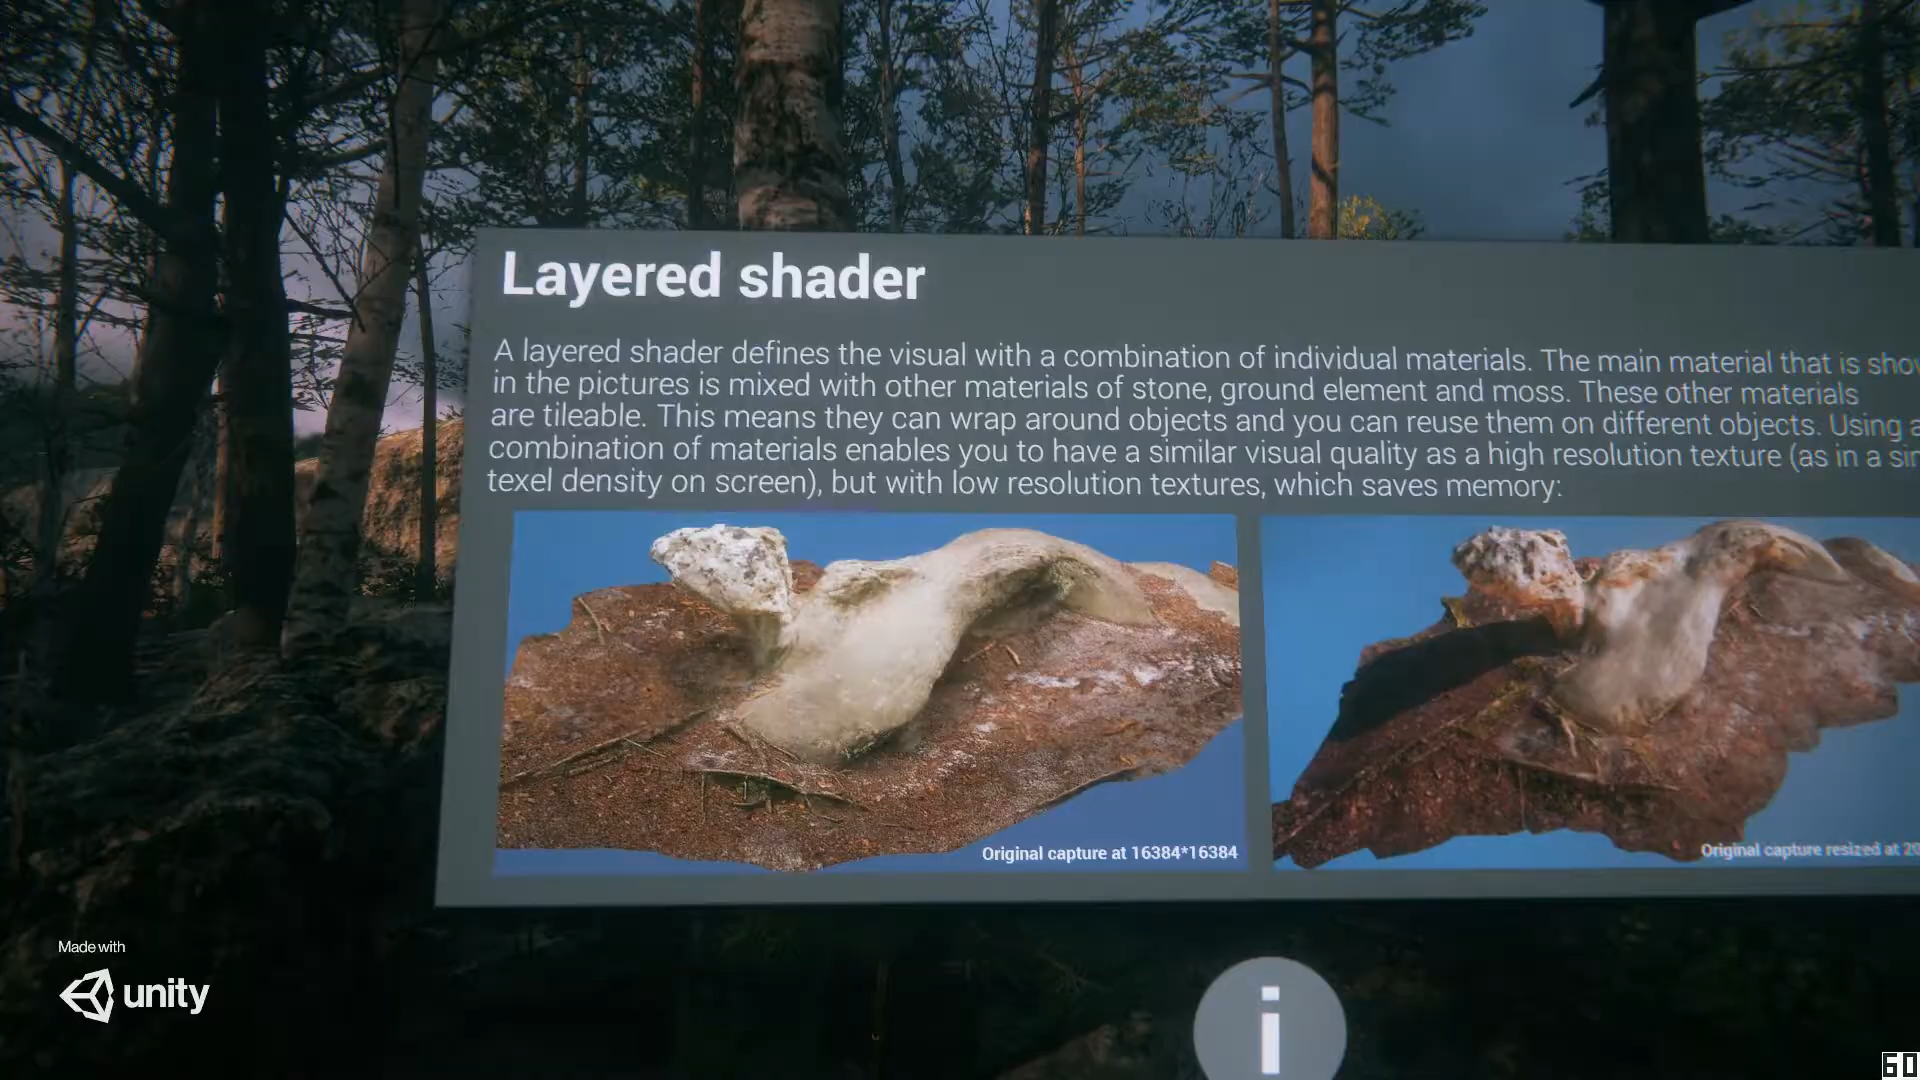 Layered shader
A layered shader defines the visual with a combination of individual materials. The main material that is
in the pictures is mixed with other materials of stone, ground element and moss. These other materials
are tileable. This means they can wrap around objects and you can reuse them on different objects. Using
combination of materials enables you to have a similar visual quality as a high resolution texture (as in a
texel density on screen), but with low resolution textures, which saves memory:
Original capture at 16384*16384
Original capture resized at
Made with
unity
i
60